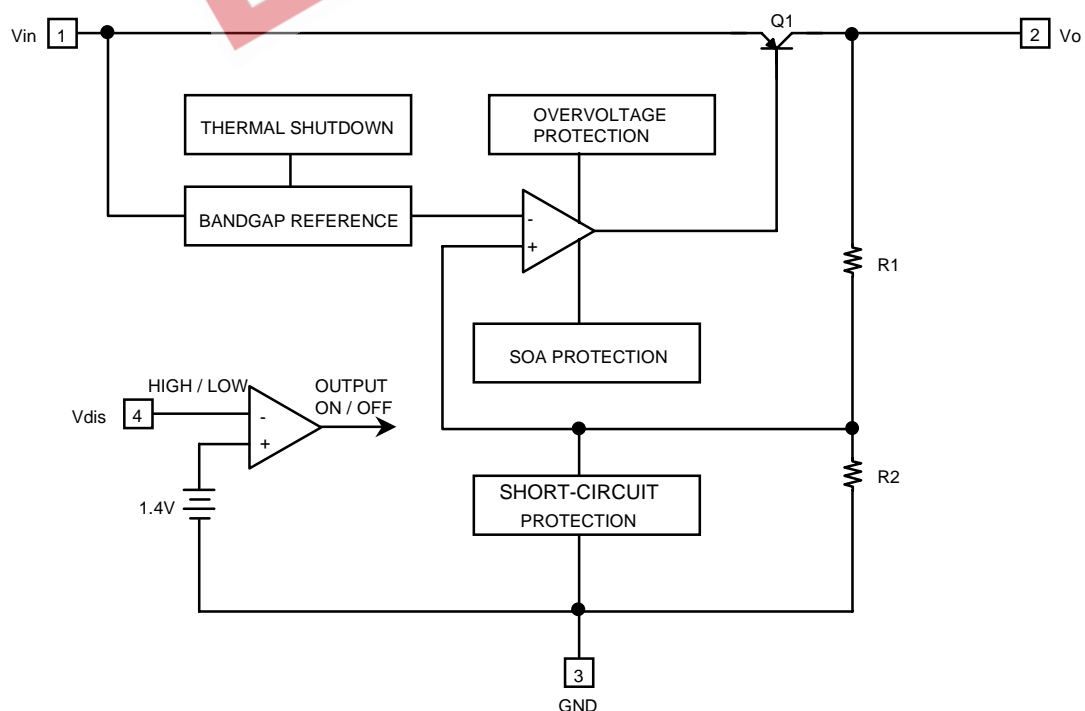 Q1
Vin 1
2 Vo
THERMAL SHUTDOWN
OVERVOLTAGE
PROTECTION
BANDGAP REFERENCE
-
+
R1
SOA PROTECTION
HIGH / LOW
OUTPUT
ON / OFF
Vdis 4
-
+
1.4V
SHORT-CIRCUIT
PROTECTION
R2
3
GND